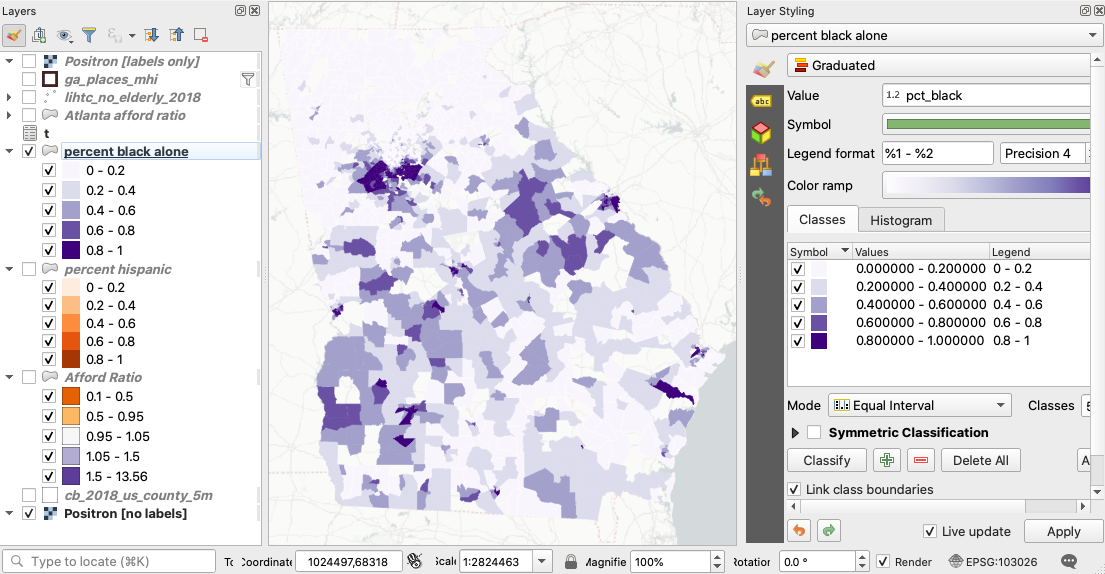 Layers
Positron [labels only]
ga_places_mhi
lihtc_no_elderly_2018
Atlanta afford ratio
t
percent black alone
0 - 0.2
0.2 - 0.4
0.4 - 0.6
0.6 - 0.8
0.8 - 1
percent hispanic
0 - 0.2
0.2 - 0.4
0.4 - 0.6
0.6 - 0.8
0.8 - 1
Afford Ratio
0.1 - 0.5
0.5 - 0.95
0.95 - 1.05
1.05 - 1.5
1.5 - 13.56
cb_2018_us_county_5m
Positron [no labels]
Layer Styling
percent black alone
abc
Graduated
Value 1.2 pct_black
Symbol
Legend format %1 - %2 Precision 4
Color ramp
Classes Histogram
Symbol Values Legend
0.000000 - 0.200000 0 - 0.2
0.200000 - 0.400000 0.2 - 0.4
0.400000 - 0.600000 0.4 - 0.6
0.600000 - 0.800000 0.6 - 0.8
0.800000 - 1.000000 0.8 - 1
Mode Equal Interval Classes 5
Symmetric Classification
Classify Delete All A
Link class boundaries
Live update Apply
Type to locate (⌘K) Coordinate 1024497,68318 Scale 1:2824463 Magnifie 100% Rotation 0.0 ° Render EPSG:103026